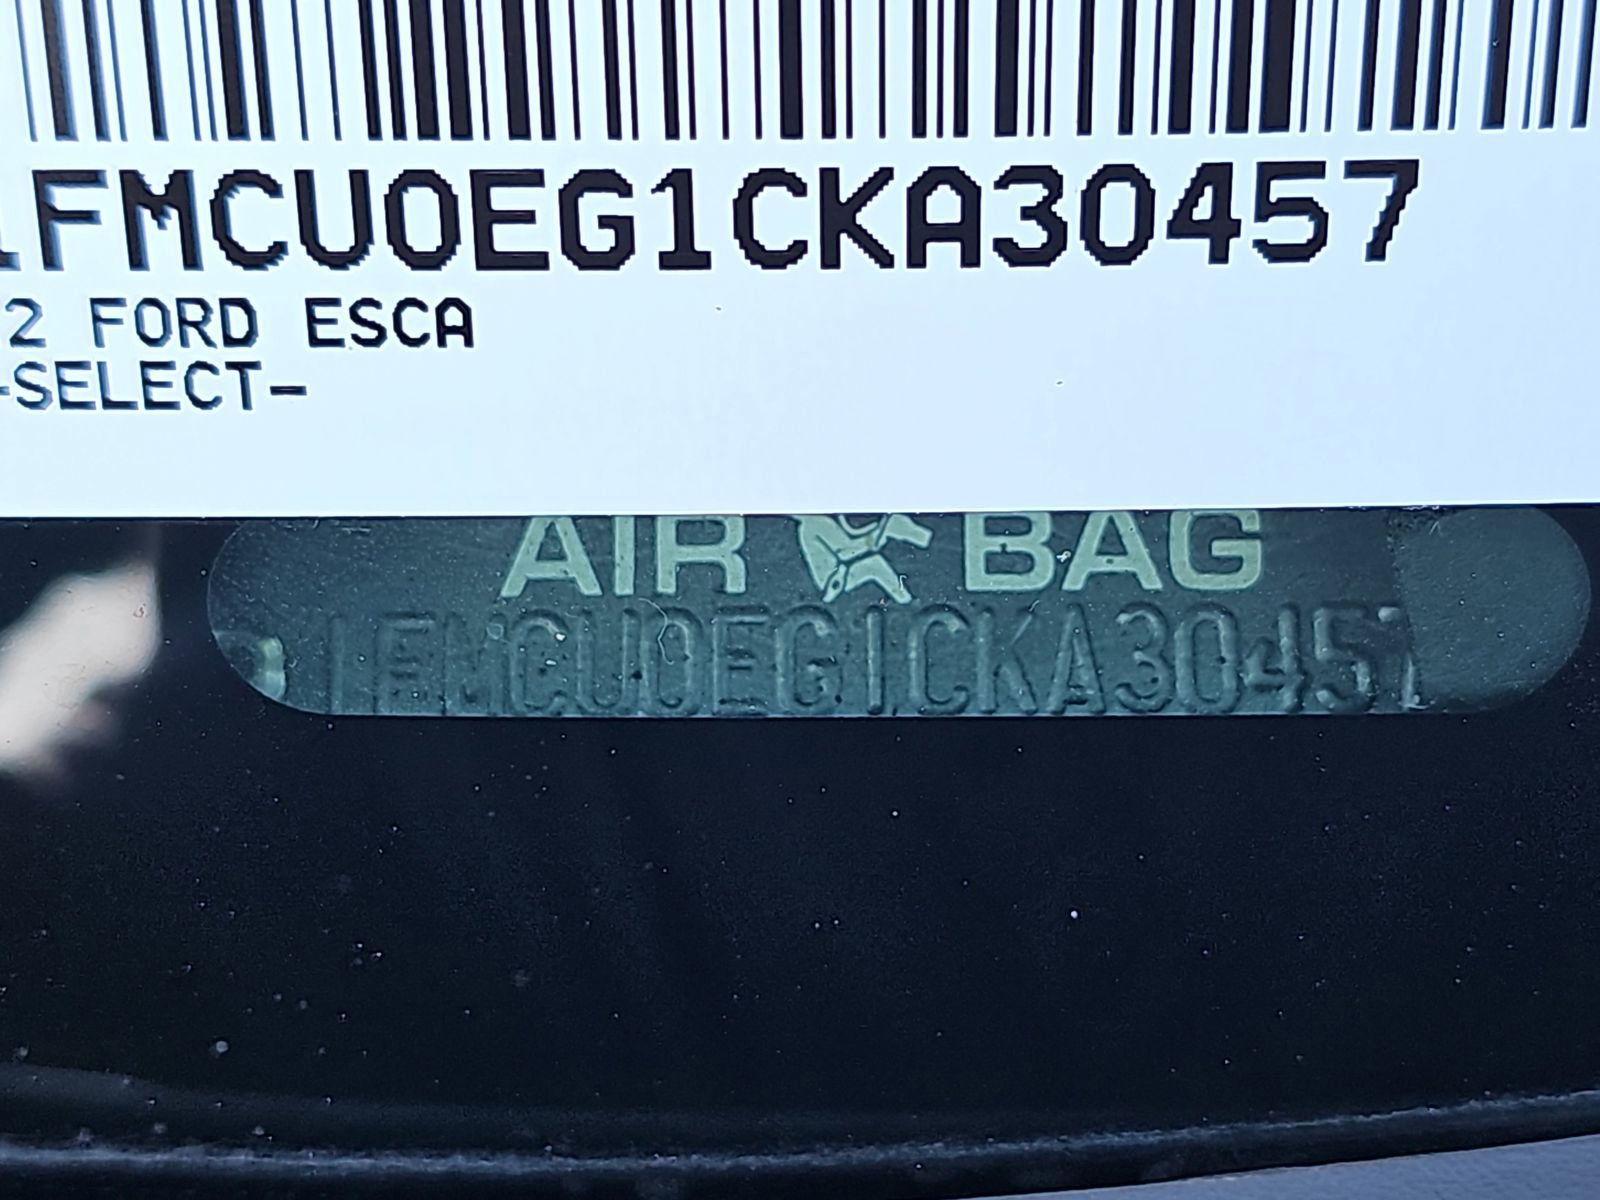 1FMCU0EG1CKA30457
2 FORD ESCA
-SELECT-
AIR BAG
1FMCU0EG1CKA30457